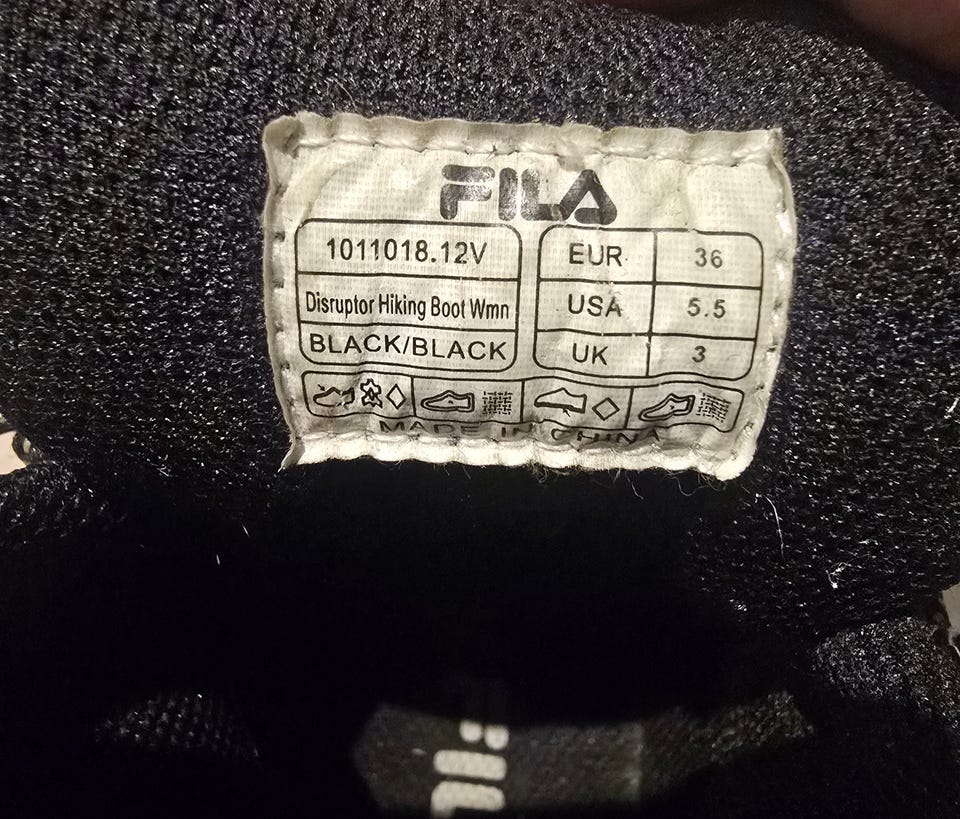 FILA
1011018.12V
Disruptor Hiking Boot Wmn
BLACK/BLACK
EUR 36
USA 5.5
UK 3
MADE IN CHINA
FIL